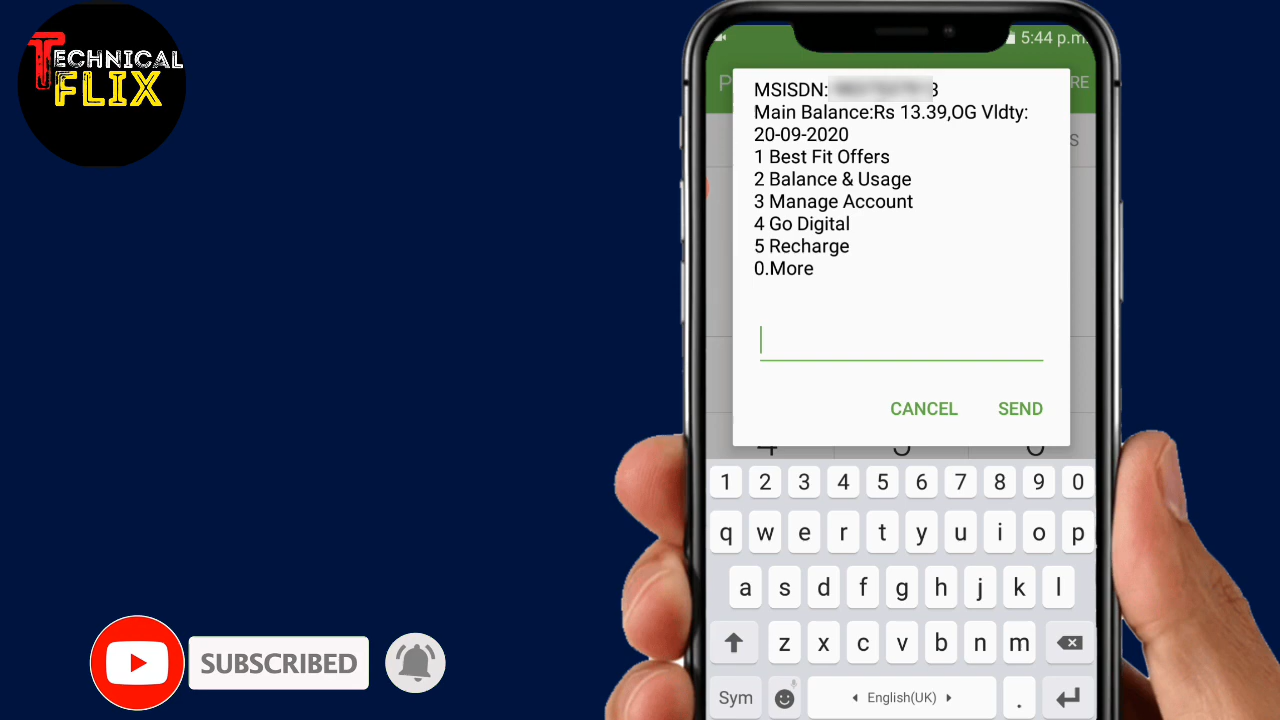 TECHNICAL
FLIX
5:44 p.m.
RE
S
MSISDN: 3
Main Balance:Rs 13.39,OG Vldty:
20-09-2020
1 Best Fit Offers
2 Balance & Usage
3 Manage Account
4 Go Digital
5 Recharge
0.More
CANCEL SEND
1 2 3 4 5 6 7 8 9 0
q w e r t y u i o p
a s d f g h j k l
z x c v b n m
Sym English(UK) .
SUBSCRIBED